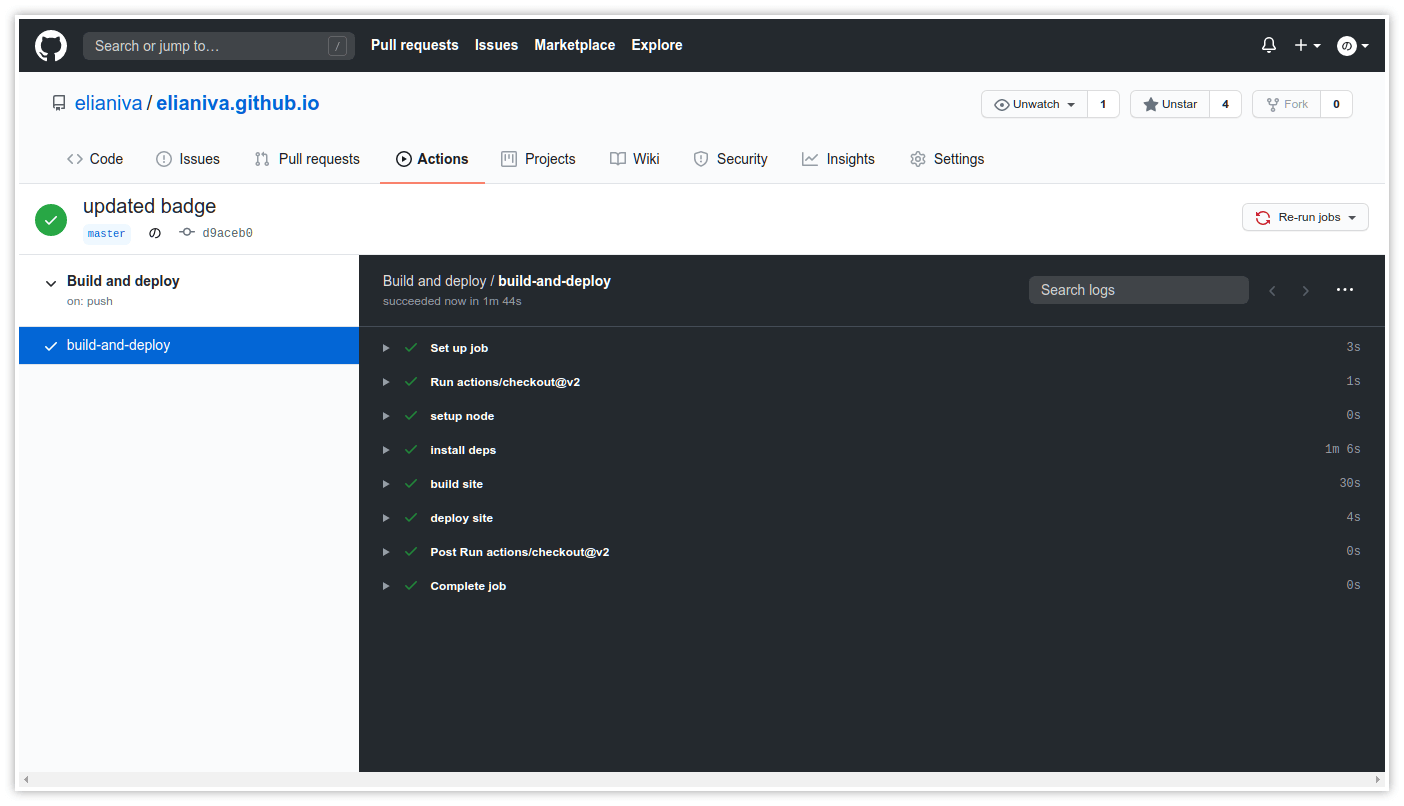 Search or jump to… /
Pull requests Issues Marketplace Explore
の
elianiva / elianiva.github.io
Unwatch 1 Unstar 4 Fork 0
Code Issues Pull requests Actions Projects Wiki Security Insights Settings
updated badge
master の d9aceb0
Re-run jobs
Build and deploy
on: push
build-and-deploy
Build and deploy / build-and-deploy
succeeded now in 1m 44s
Search logs
Set up job 3s
Run actions/checkout@v2 1s
setup node 0s
install deps 1m 6s
build site 30s
deploy site 4s
Post Run actions/checkout@v2 0s
Complete job 0s